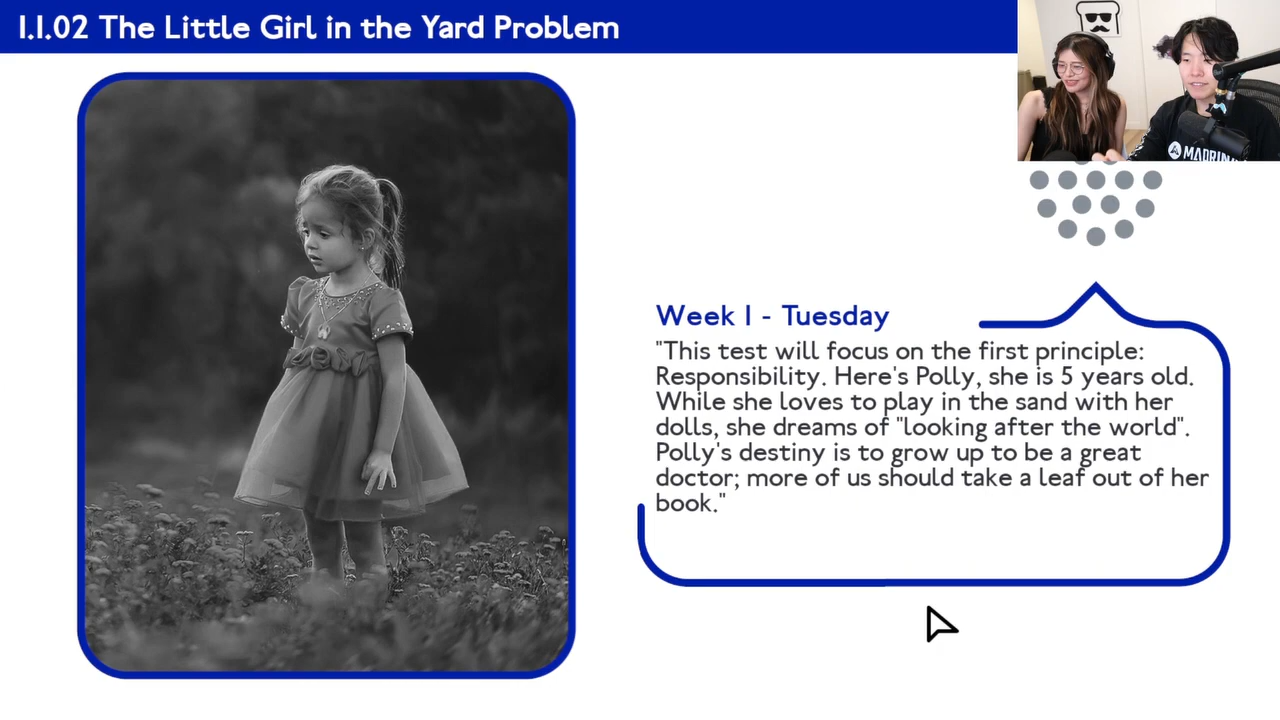 1.1.02 The Little Girl in the Yard Problem
Week 1 - Tuesday
"This test will focus on the first principle:
Responsibility. Here's Polly, she is 5 years old.
While she loves to play in the sand with her
dolls, she dreams of "looking after the world".
Polly's destiny is to grow up to be a great
doctor; more of us should take a leaf out of her
book."